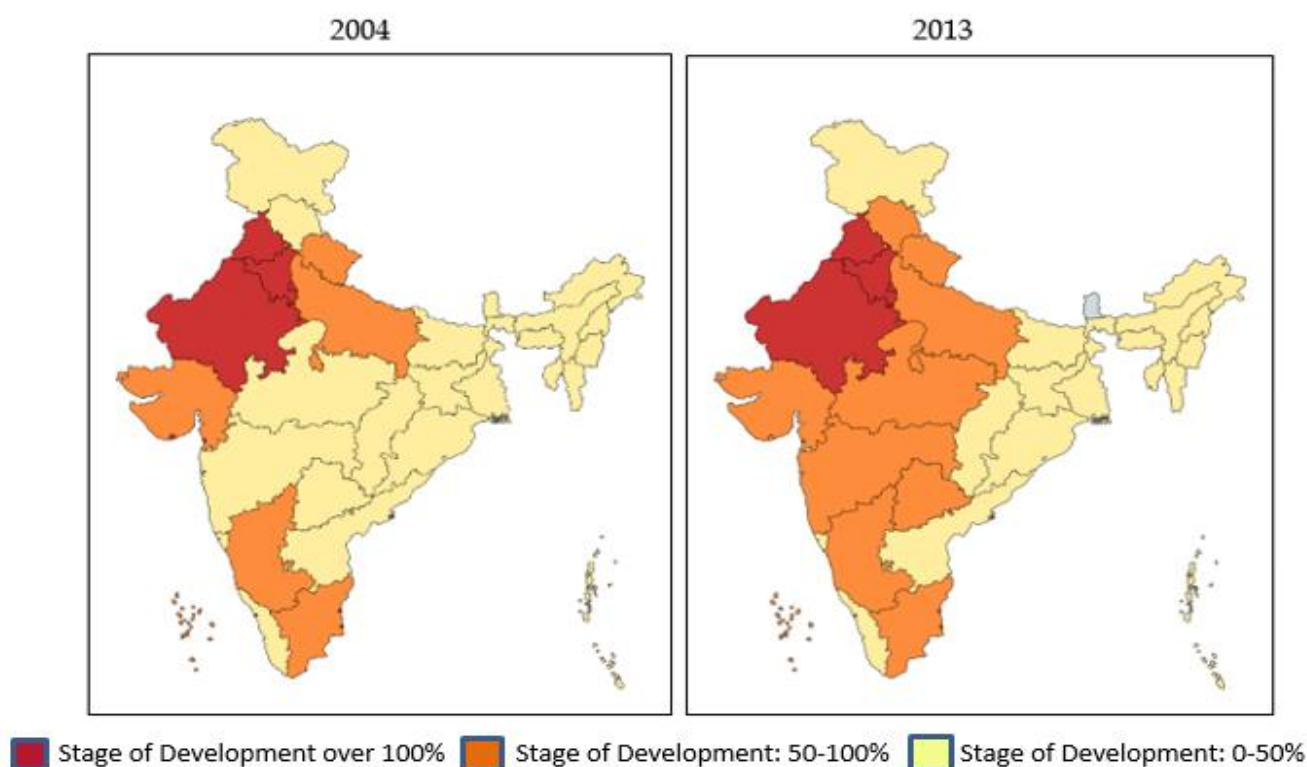 2004
2013
Stage of Development over 100%
Stage of Development: 50-100%
Stage of Development: 0-50%